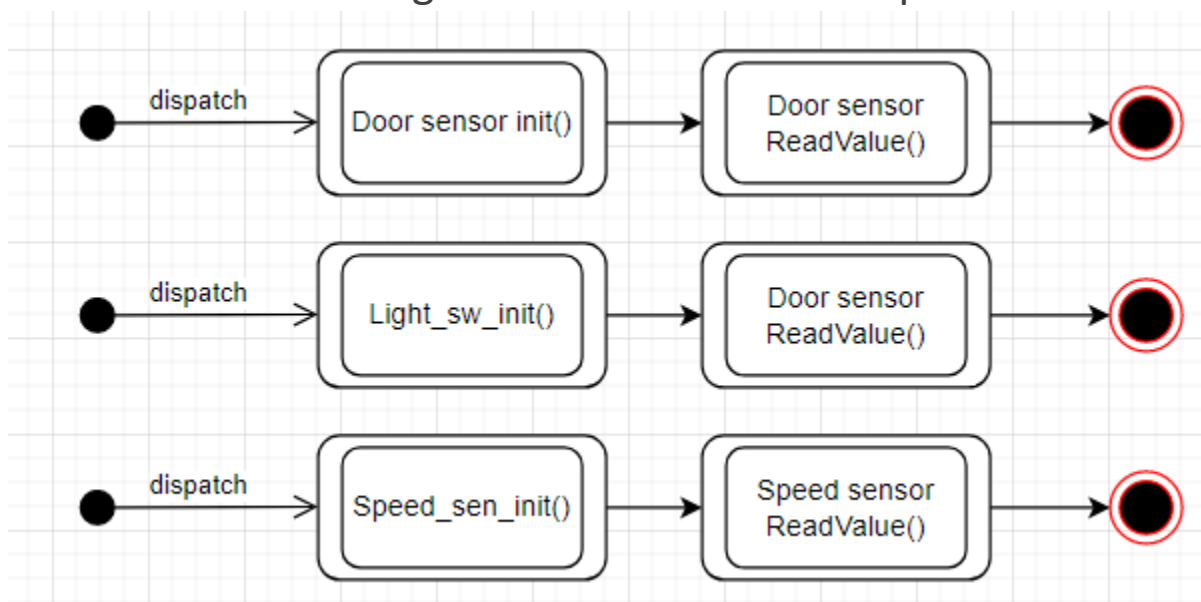 dispatch
Door sensor init()
Door sensor
ReadValue()
dispatch
Light_sw_init()
Door sensor
ReadValue()
dispatch
Speed_sen_init()
Speed sensor
ReadValue()